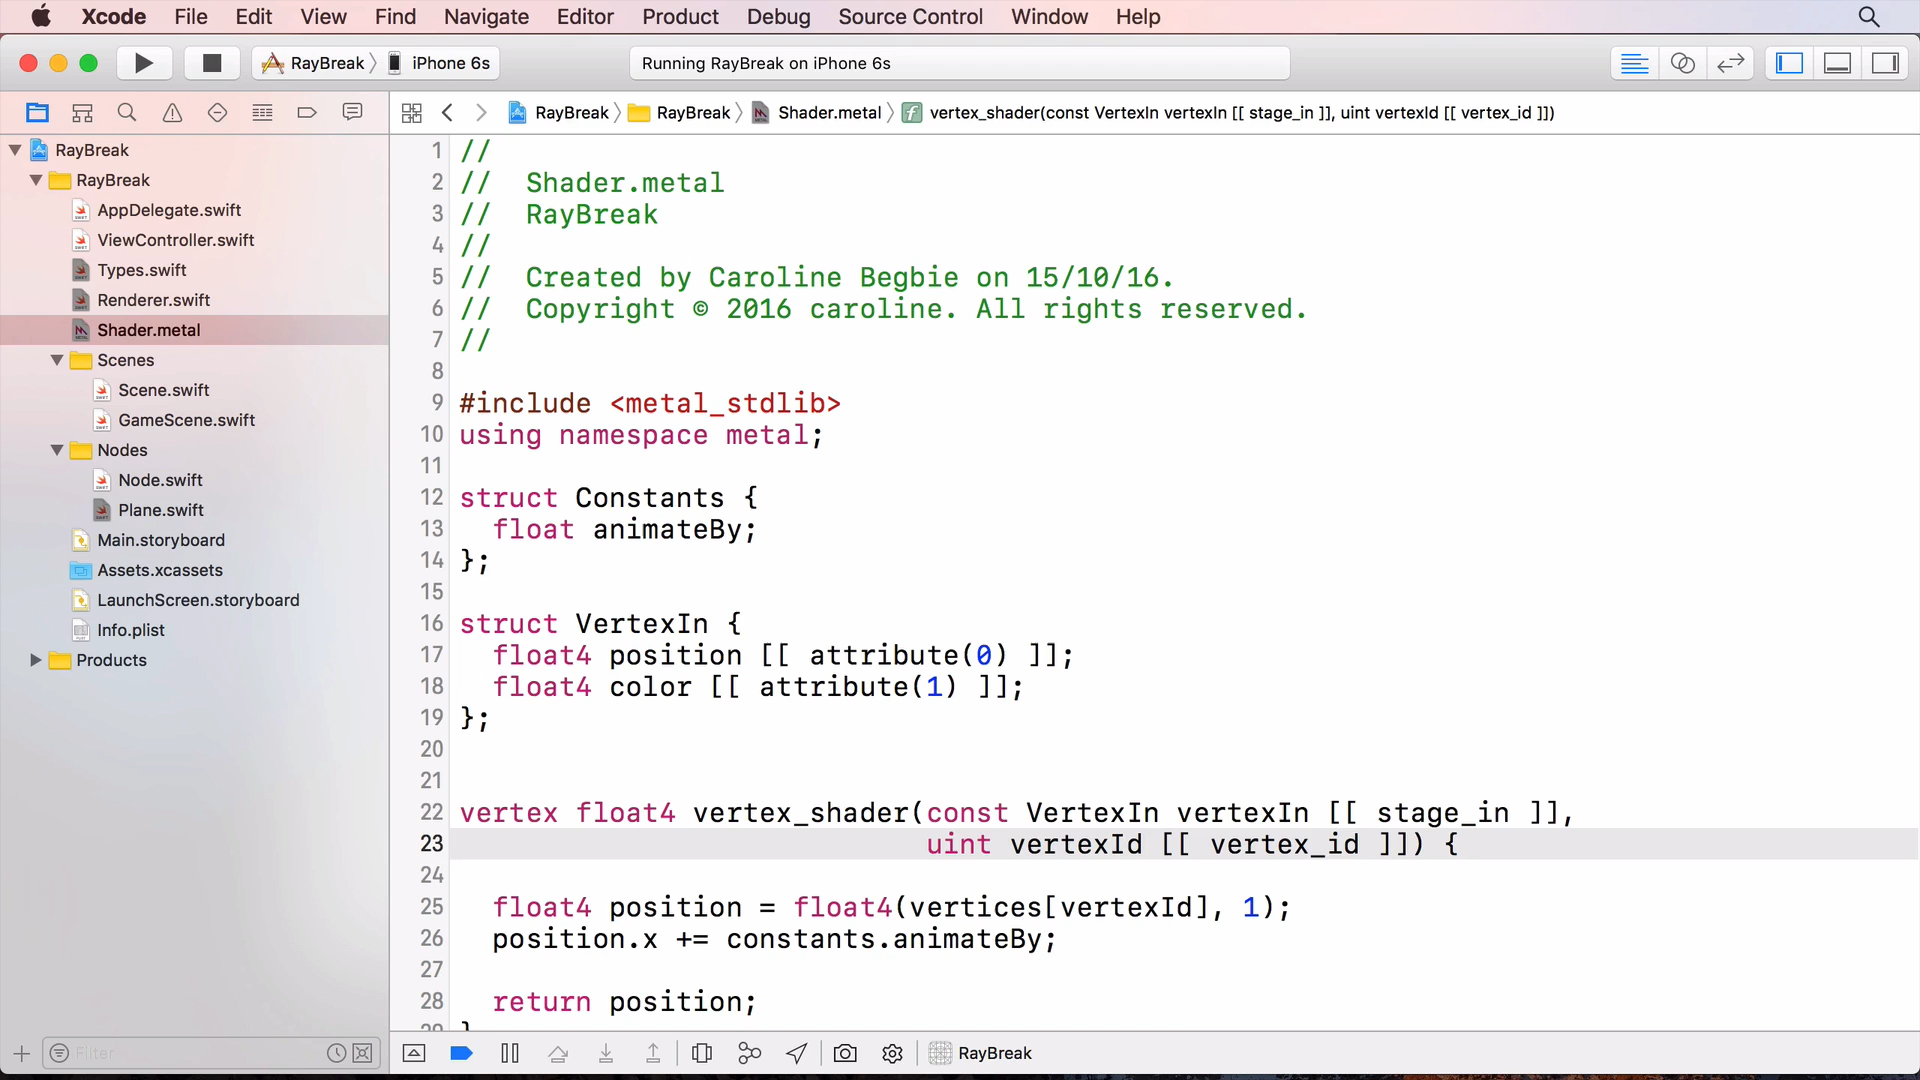 Xcode File Edit View Find Navigate Editor Product Debug Source Control Window Help
RayBreak iPhone 6s Running RayBreak on iPhone 6s
RayBreak RayBreak Shader.metal vertex_shader(const VertexIn vertexIn [[ stage_in ]], uint vertexId [[ vertex_id ]])
RayBreak
RayBreak
AppDelegate.swift
ViewController.swift
Types.swift
Renderer.swift
Shader.metal
Scenes
Scene.swift
GameScene.swift
Nodes
Node.swift
Plane.swift
Main.storyboard
Assets.xcassets
LaunchScreen.storyboard
Info.plist
Products
Filter
1 //
2 // Shader.metal
3 // RayBreak
4 //
5 // Created by Caroline Begbie on 15/10/16.
6 // Copyright © 2016 caroline. All rights reserved.
7 //
8
9 #include <metal_stdlib>
10 using namespace metal;
11
12 struct Constants {
13 float animateBy;
14 };
15
16 struct VertexIn {
17 float4 position [[ attribute(0) ]];
18 float4 color [[ attribute(1) ]];
19 };
20
21
22 vertex float4 vertex_shader(const VertexIn vertexIn [[ stage_in ]],
23 uint vertexId [[ vertex_id ]]) {
24
25 float4 position = float4(vertices[vertexId], 1);
26 position.x += constants.animateBy;
27
28 return position;
29 }
RayBreak